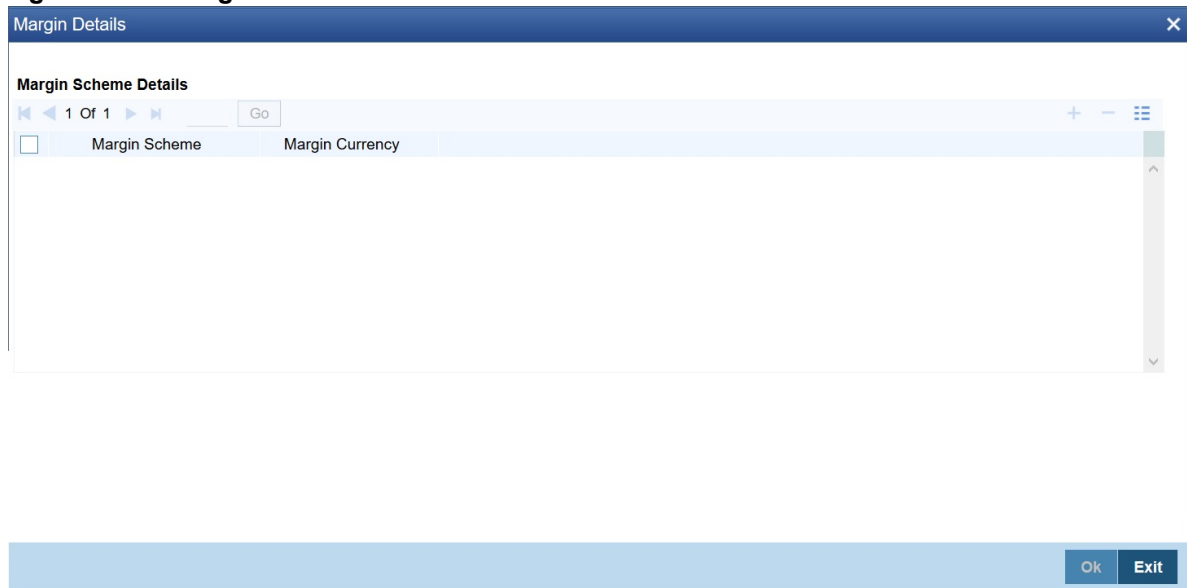 Margin Details
Margin Scheme Details
1 Of 1 Go
Margin Scheme Margin Currency
Ok Exit